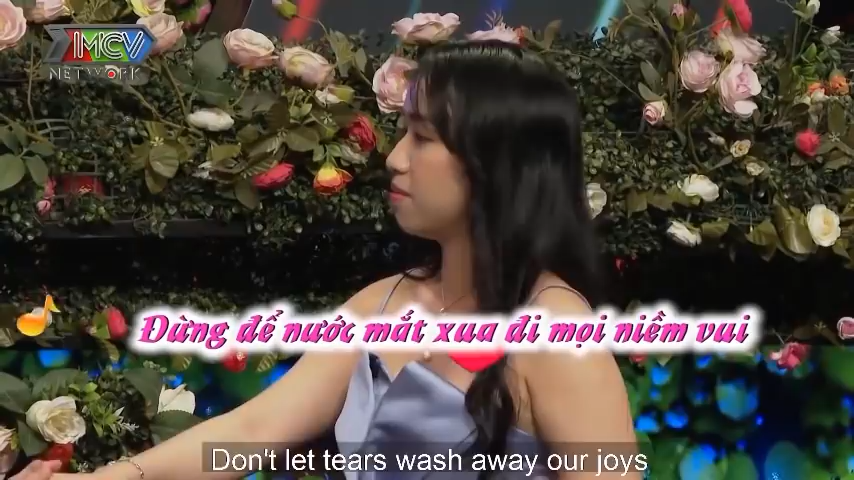 MCV
NETWORK
Đừng để nước mắt xua đi mọi niềm vui
Don't let tears wash away our joys